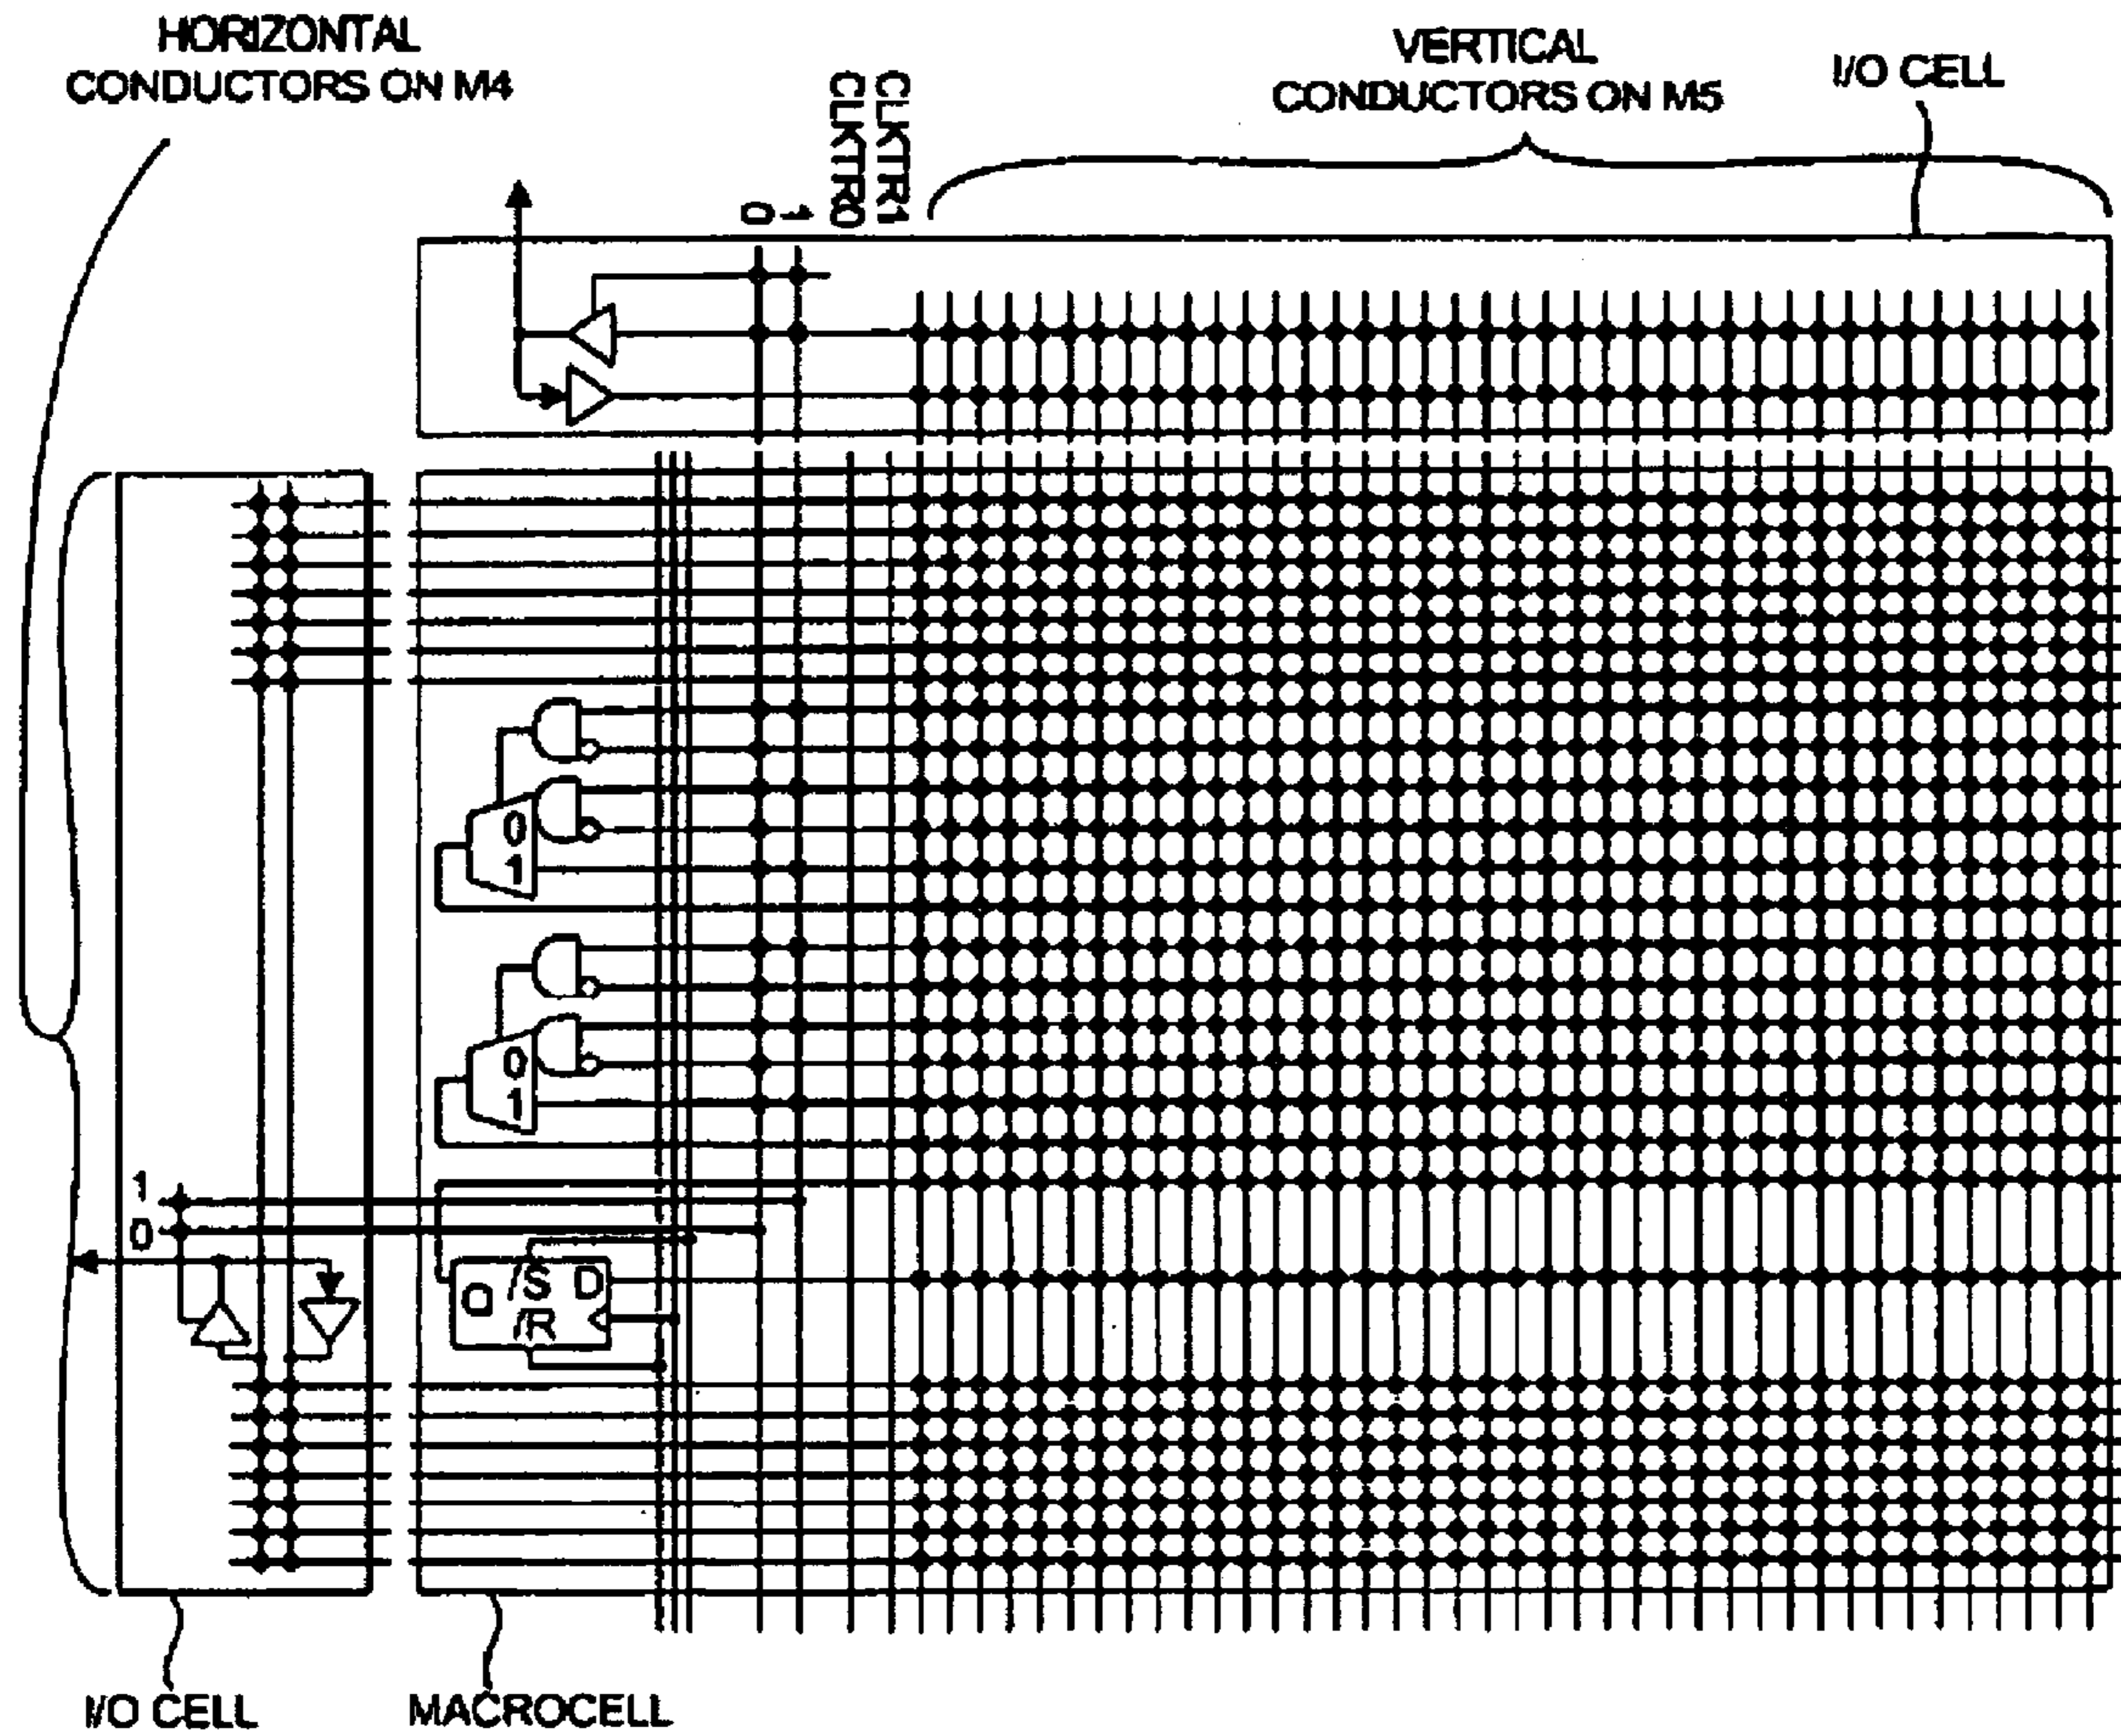 HORIZONTAL
CONDUCTORS ON M4
VERTICAL
CONDUCTORS ON M5
I/O CELL
CLKTR1
CLKTR0
1
0
0
1
0
1
1
0
Q
/S
/R
D
I/O CELL
MACROCELL